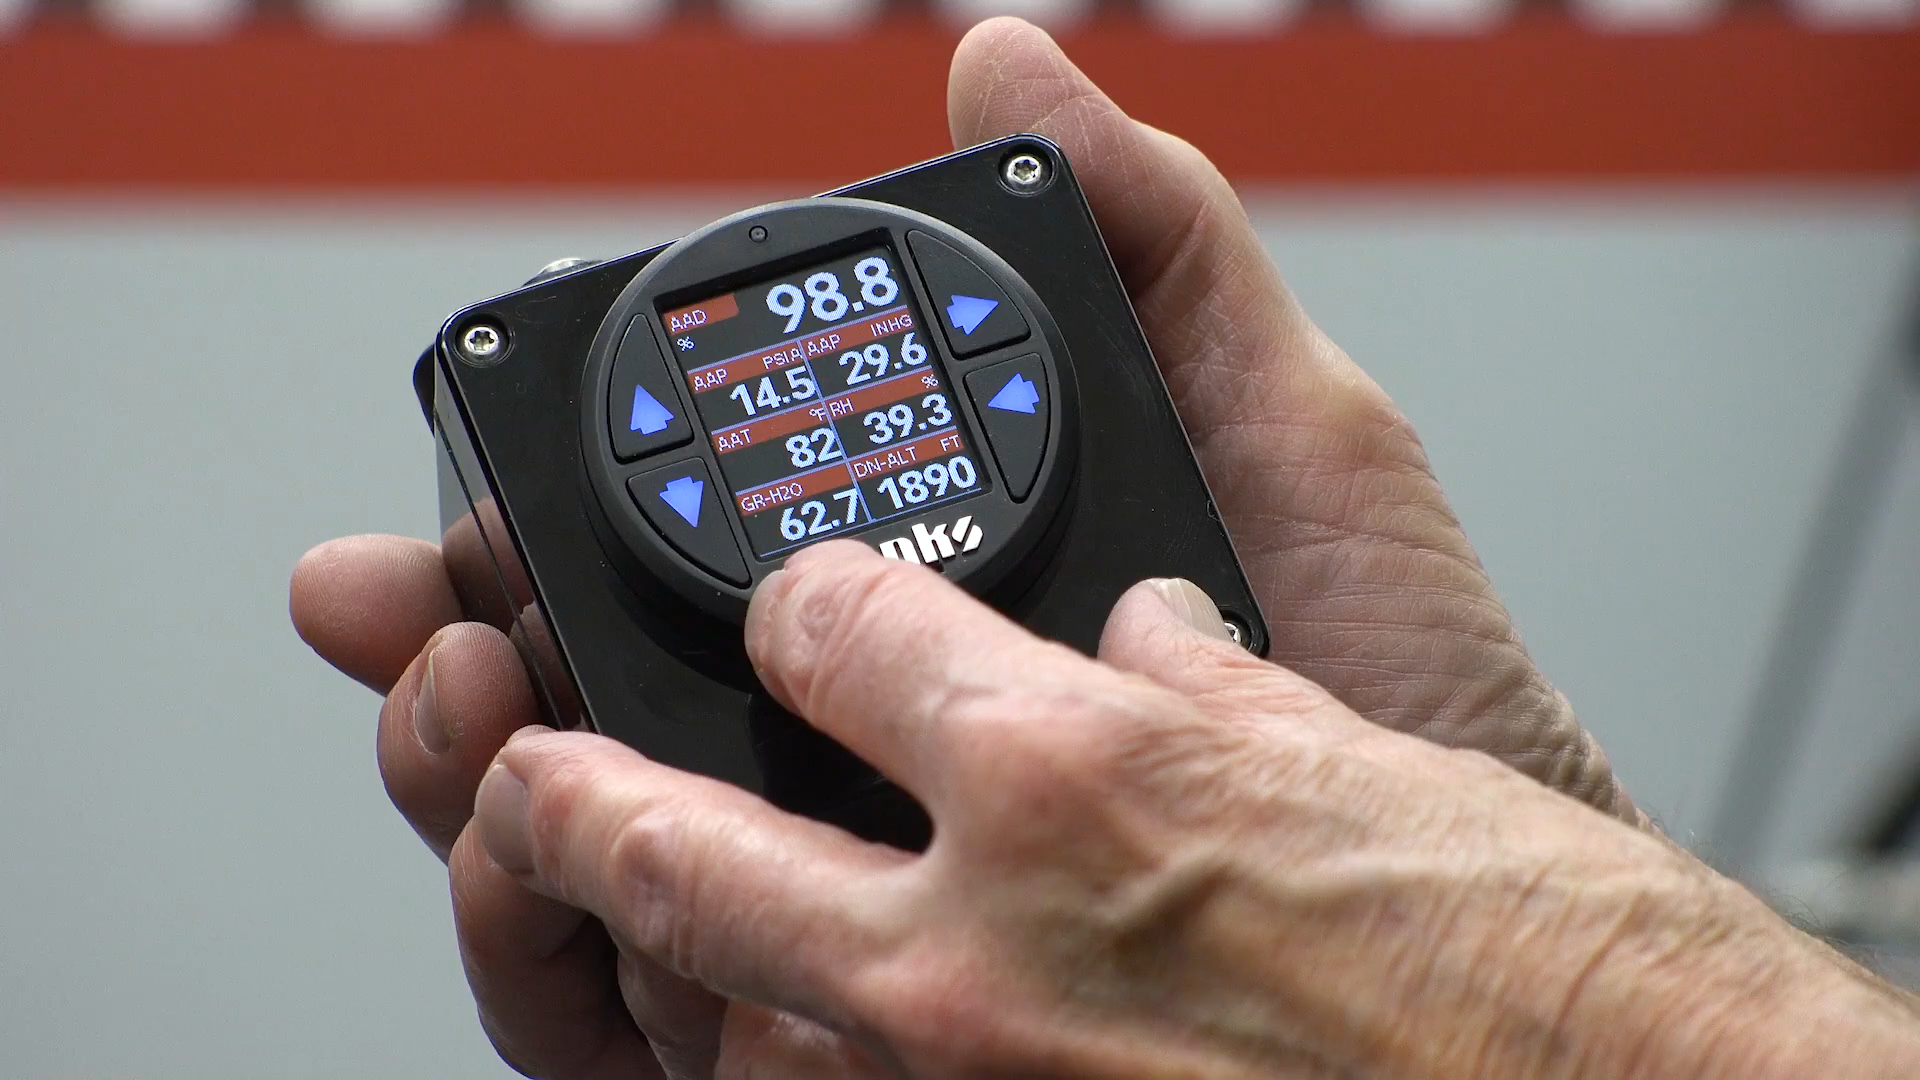 AAD 98.8
%
AAP PSIA 14.5
AAP INHG 29.6
AAT °F 82
RH % 39.3
GR-H2O 62.7
DN-ALT FT 1890
nks